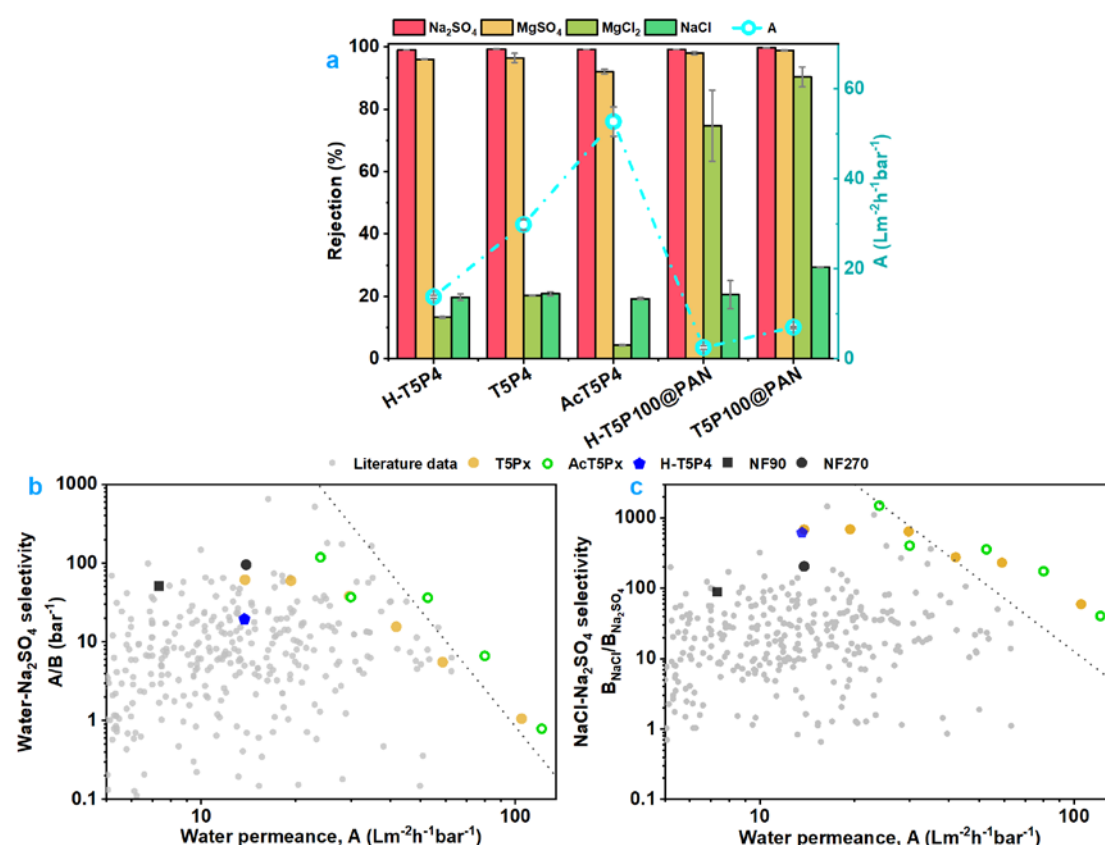 Na₂SO₄ MgSO₄ MgCl₂ NaCl A
a
100
80
60
40
20
0
Rejection (%)
60
40
20
0
A (Lm⁻²h⁻¹bar⁻¹)
H-T5P4
T5P4
AcT5P4
H-T5P100@PAN
T5P100@PAN
Literature data T5Px AcT5Px H-T5P4 NF90 NF270
b
1000
100
10
1
0.1
Water-Na₂SO₄ selectivity
A/B (bar⁻¹)
10 100
Water permeance, A (Lm⁻²h⁻¹bar⁻¹)
c
1000
100
10
1
0.1
NaCl-Na₂SO₄ selectivity
B_NaCl/B_Na₂SO₄
10 100
Water permeance, A (Lm⁻²h⁻¹bar⁻¹)